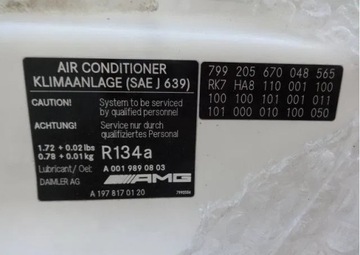 AIR CONDITIONER
KLIMAANLAGE (SAE J 639)
CAUTION!
System to be serviced
by qualified personnel
ACHTUNG!
Service nur durch
qualifiziertes Personal
1.72 ± 0.02 lbs
0.78 ± 0.01 kg
R134a
Lubricant / Oel:
A 001 989 08 03
DAIMLER AG
AMG
A 197 817 01 20
799 205 670 048 565
RK7 HA8 110 001 100
100 100 101 001 011
101 000 010 100 050